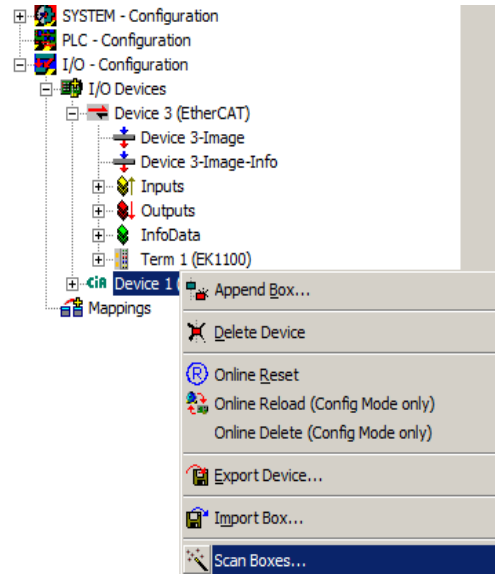 SYSTEM - Configuration
PLC - Configuration
I/O - Configuration
I/O Devices
Device 3 (EtherCAT)
Device 3-Image
Device 3-Image-Info
Inputs
Outputs
InfoData
Term 1 (EK1100)
CiA Device 1 (
Mappings
Append Box...
Delete Device
R Online Reset
Online Reload (Config Mode only)
Online Delete (Config Mode only)
Export Device...
Import Box...
Scan Boxes...